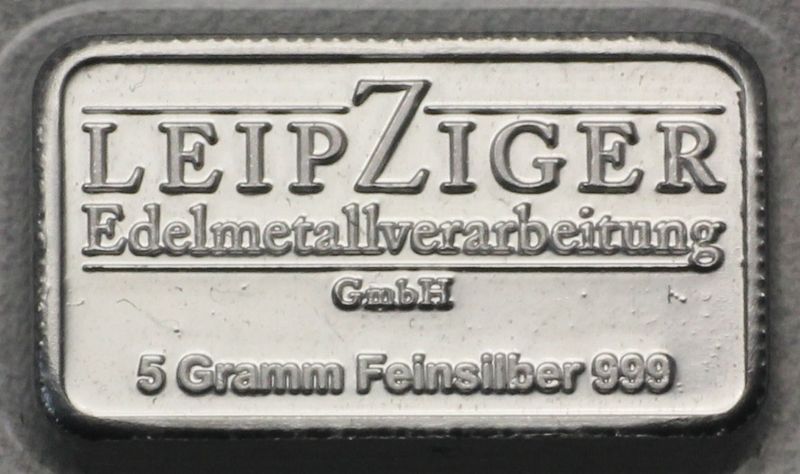 LEIPZIGER
Edelmetallverarbeitung
GmbH
5 Gramm Feinsilber 999